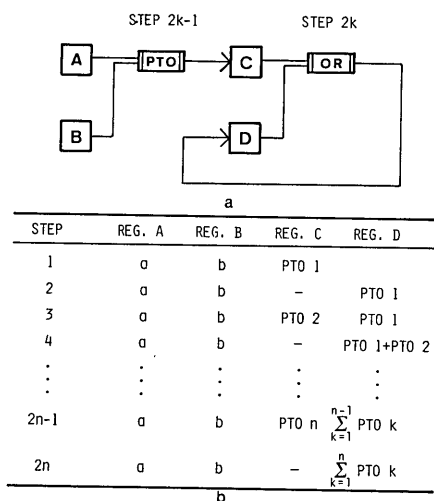 STEP 2k-1 STEP 2k
A PTO C OR
B D
a
STEP REG. A REG. B REG. C REG. D
1 a b PTO 1
2 a b - PTO 1
3 a b PTO 2 PTO 1
4 a b - PTO 1+PTO 2
. . . . .
. . . . .
. . . . .
2n-1 a b PTO n n-1 ∑ k=1 PTO k
2n a b - n ∑ k=1 PTO k
b